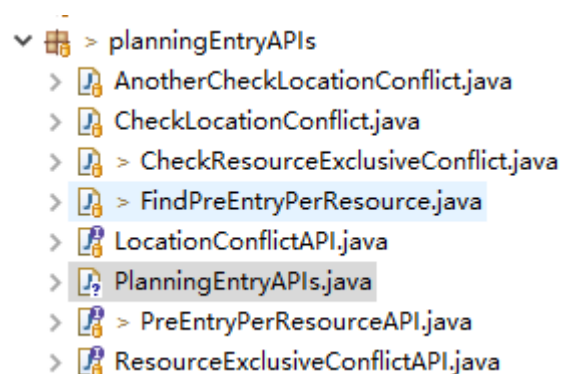 > planningEntryAPIs
AnotherCheckLocationConflict.java
CheckLocationConflict.java
> CheckResourceExclusiveConflict.java
> FindPreEntryPerResource.java
LocationConflictAPI.java
PlanningEntryAPIs.java
> PreEntryPerResourceAPI.java
ResourceExclusiveConflictAPI.java